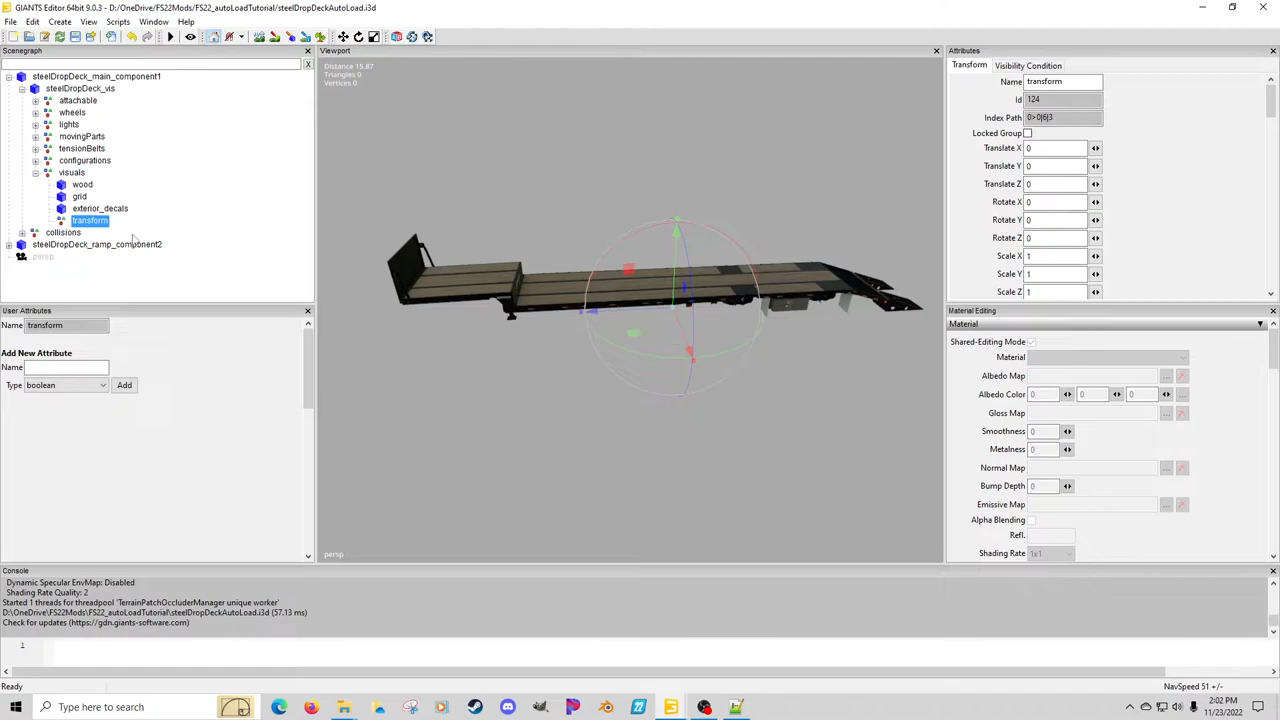 GIANTS Editor 64bit 9.0.3 - D:/OneDrive/FS22Mods/FS22_autoLoadTutorial/steelDropDeckAutoLoad.i3d
File Edit Create View Scripts Window Help
Scenegraph
X
steelDropDeck_main_component1
steelDropDeck_vis
attachable
wheels
lights
movingParts
tensionBelts
configurations
visuals
wood
grid
exterior_decals
transform
collisions
steelDropDeck_ramp_component2
persp
User Attributes
Name transform
Add New Attribute
Name
Type boolean Add
Viewport
Distance 15.87
Triangles 0
Vertices 0
persp
Attributes
Transform Visibility Condition
Name transform
Id 124
Index Path 0>0|6|3
Locked Group
Translate X 0
Translate Y 0
Translate Z 0
Rotate X 0
Rotate Y 0
Rotate Z 0
Scale X 1
Scale Y 1
Scale Z 1
Material Editing
Material
Shared-Editing Mode
Material
Albedo Map ...
Albedo Color 0 0 0 ...
Gloss Map ...
Smoothness 0
Metalness 0
Normal Map ...
Bump Depth 0
Emissive Map ...
Alpha Blending
Refl.
Shading Rate 1x1
Console
Dynamic Specular EnvMap: Disabled
Shading Rate Quality: 2
Started 1 threads for threadpool 'TerrainPatchOccluderManager unique worker'
D:/OneDrive/FS22Mods/FS22_autoLoadTutorial/steelDropDeckAutoLoad.i3d (57.13 ms)
Check for updates (https://gdn.giants-software.com)
1
Ready
NavSpeed 51 +/-
Type here to search
2:02 PM
11/23/2022